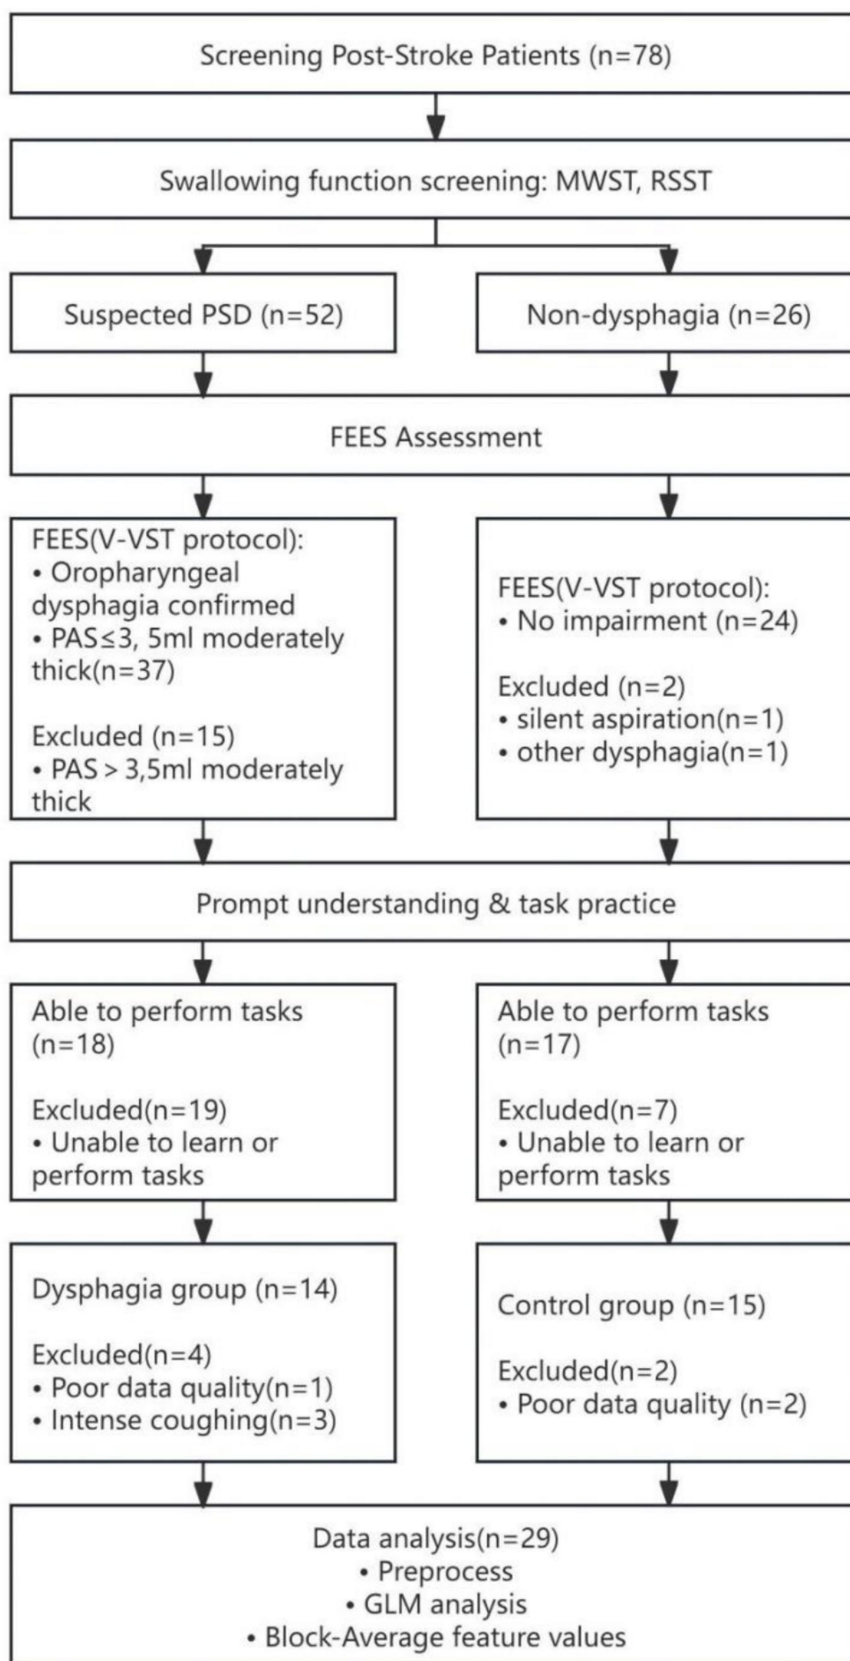 Screening Post-Stroke Patients (n=78)
Swallowing function screening: MWST, RSST
Suspected PSD (n=52)
Non-dysphagia (n=26)
FEES Assessment
FEES(V-VST protocol):
• Oropharyngeal
dysphagia confirmed
• PAS≤3, 5ml moderately
thick(n=37)
Excluded (n=15)
• PAS > 3,5ml moderately
thick
FEES(V-VST protocol):
• No impairment (n=24)
Excluded (n=2)
• silent aspiration(n=1)
• other dysphagia(n=1)
Prompt understanding & task practice
Able to perform tasks
(n=18)
Excluded(n=19)
• Unable to learn or
perform tasks
Able to perform tasks
(n=17)
Excluded(n=7)
• Unable to learn or
perform tasks
Dysphagia group (n=14)
Excluded(n=4)
• Poor data quality(n=1)
• Intense coughing(n=3)
Control group (n=15)
Excluded(n=2)
• Poor data quality (n=2)
Data analysis(n=29)
• Preprocess
• GLM analysis
• Block-Average feature values